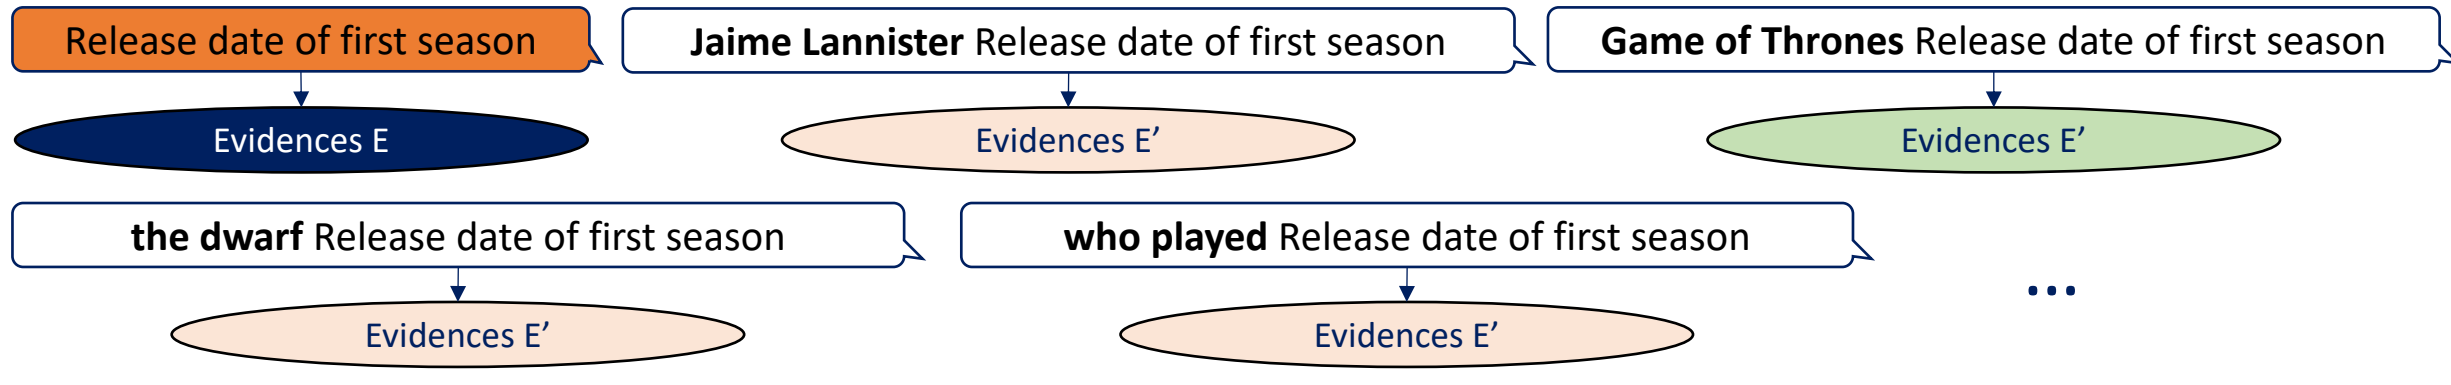 Release date of first season
Jaime Lannister Release date of first season
Game of Thrones Release date of first season
Evidences E
Evidences E’
Evidences E’
the dwarf Release date of first season
who played Release date of first season
...
Evidences E’
Evidences E’